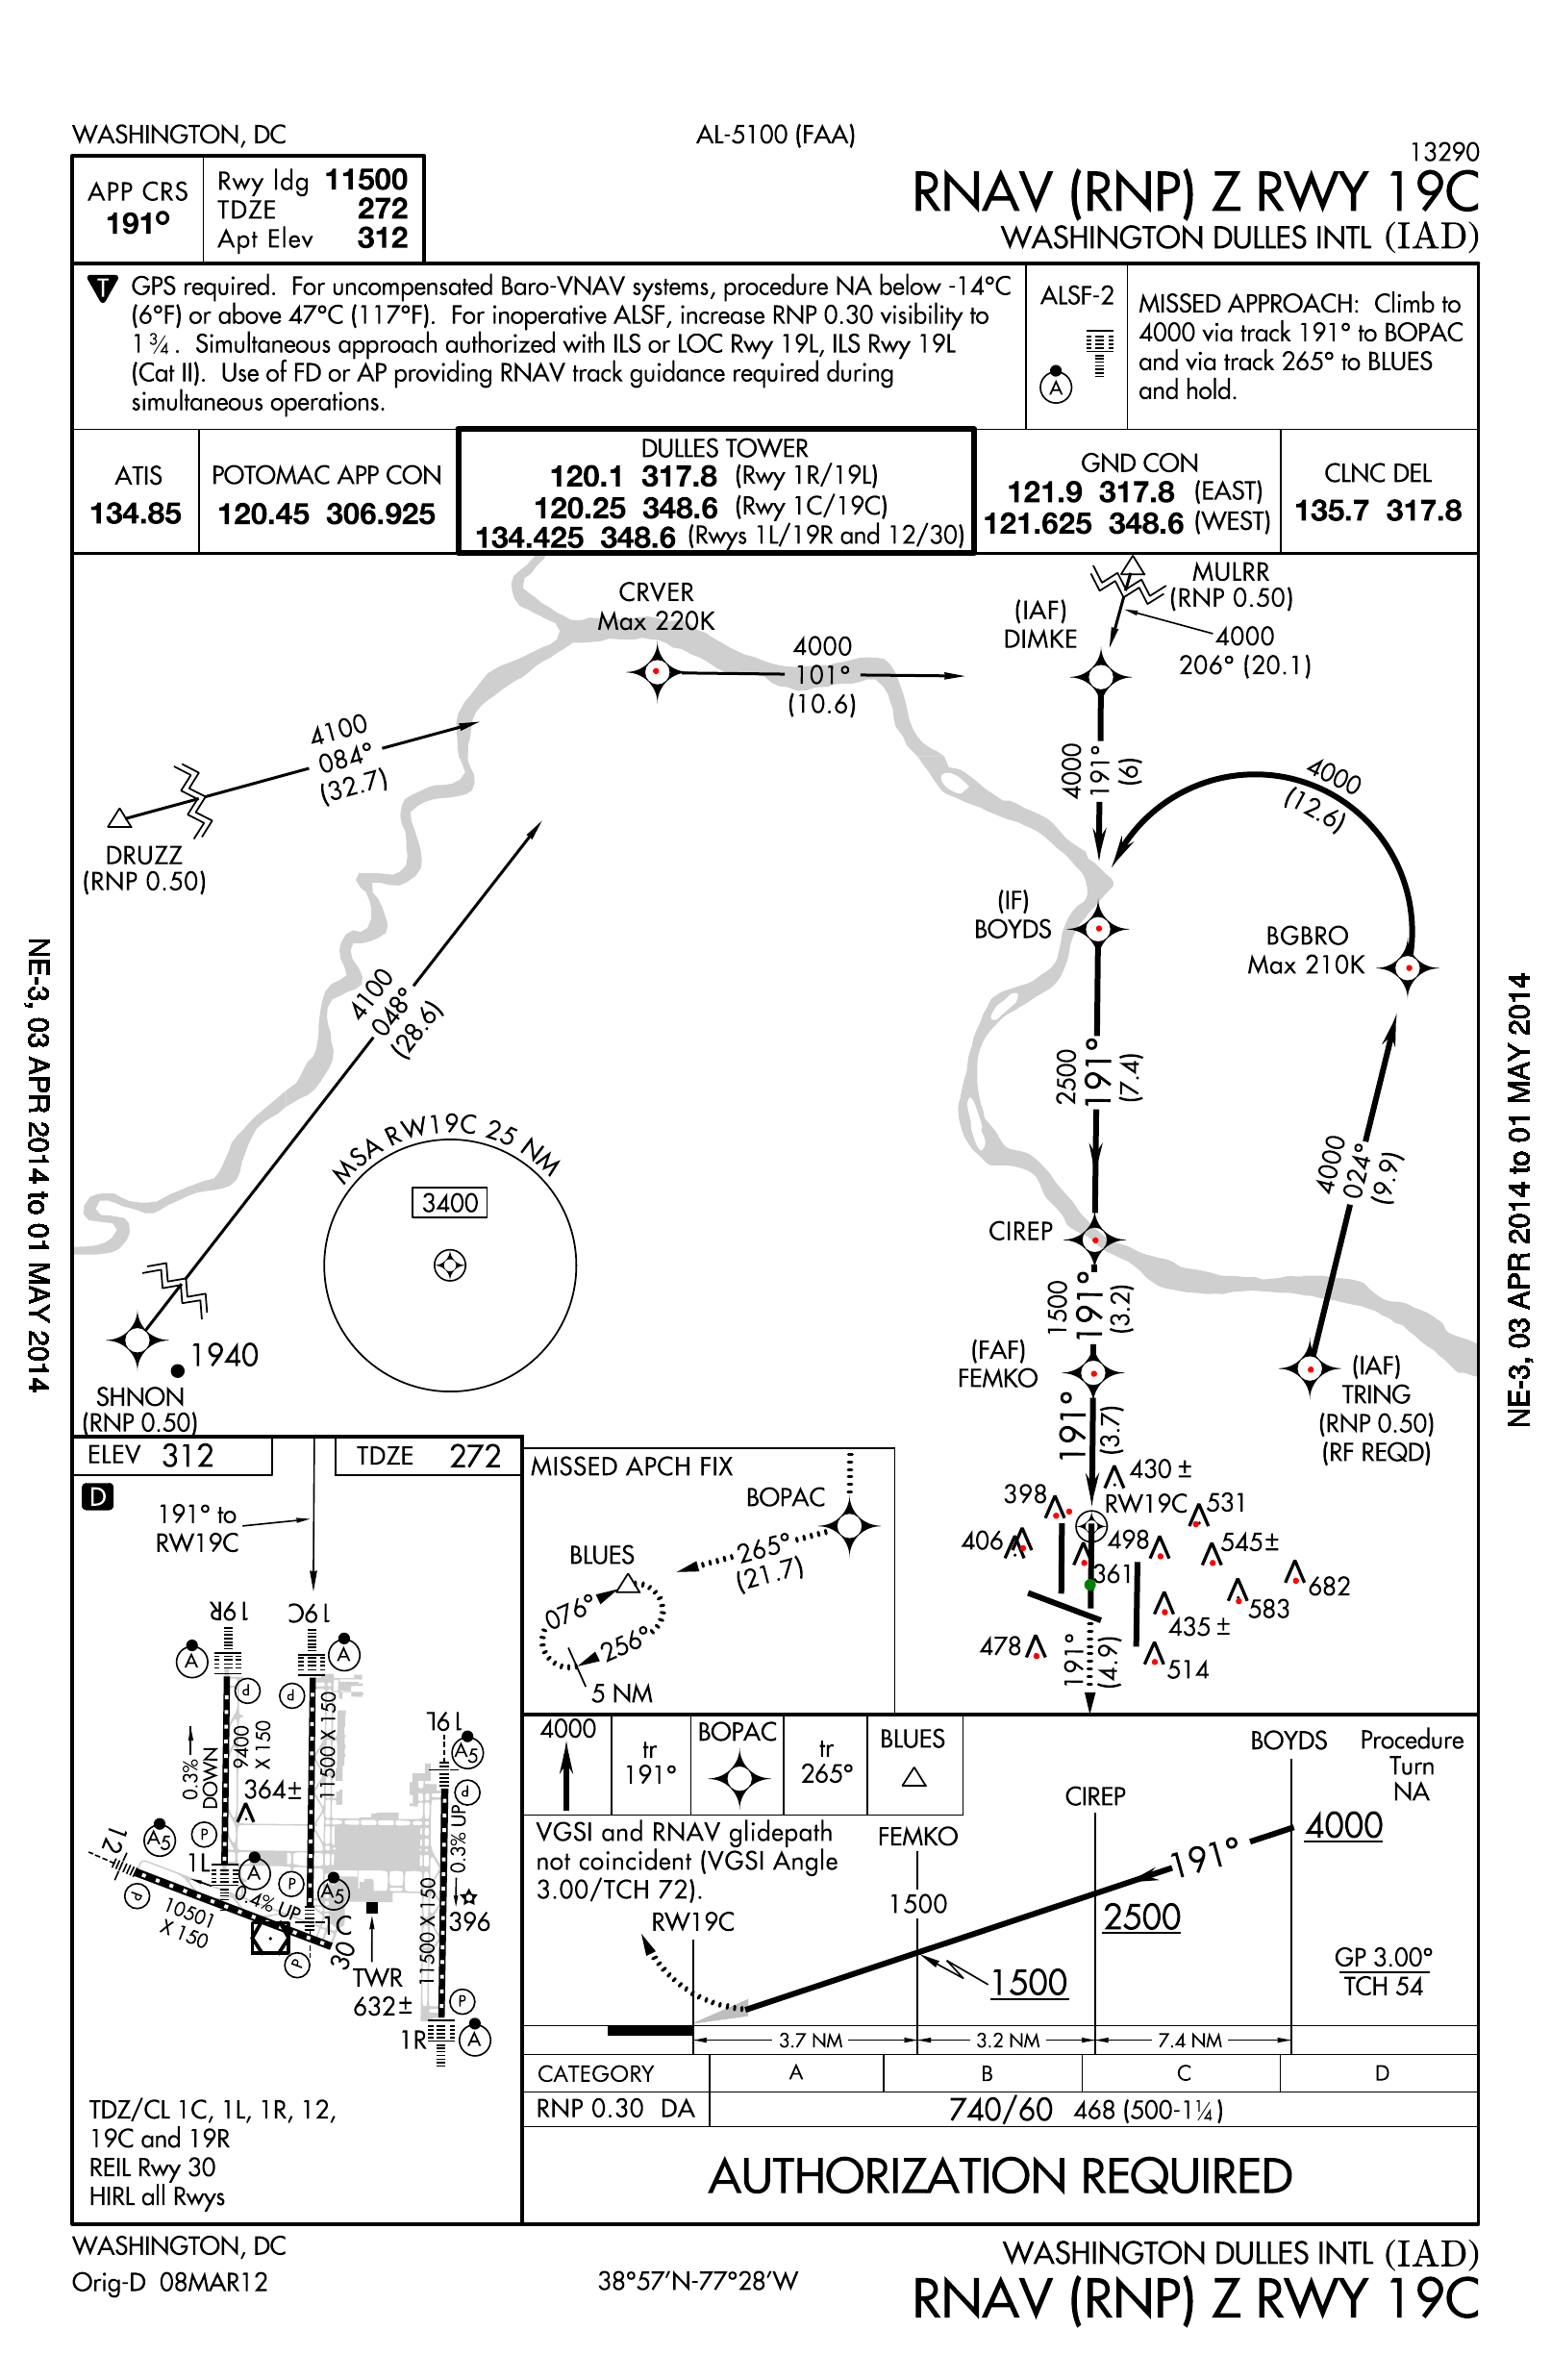 WASHINGTON, DC
AL-5100 (FAA)
13290
RNAV (RNP) Z RWY 19C
WASHINGTON DULLES INTL (IAD)
APP CRS
191°
Rwy ldg 11500
TDZE 272
Apt Elev 312
T
GPS required. For uncompensated Baro-VNAV systems, procedure NA below -14°C
(6°F) or above 47°C (117°F). For inoperative ALSF, increase RNP 0.30 visibility to
1 ¾. Simultaneous approach authorized with ILS or LOC Rwy 19L, ILS Rwy 19L
(Cat II). Use of FD or AP providing RNAV track guidance required during
simultaneous operations.
ALSF-2
A
MISSED APPROACH: Climb to
4000 via track 191° to BOPAC
and via track 265° to BLUES
and hold.
ATIS
134.85
POTOMAC APP CON
120.45 306.925
DULLES TOWER
120.1 317.8 (Rwy 1R/19L)
120.25 348.6 (Rwy 1C/19C)
134.425 348.6 (Rwys 1L/19R and 12/30)
GND CON
121.9 317.8 (EAST)
121.625 348.6 (WEST)
CLNC DEL
135.7 317.8
CRVER
Max 220K
4000
101°
(10.6)
(IAF)
DIMKE
MULRR
(RNP 0.50)
4000
206° (20.1)
4100
084°
(32.7)
DRUZZ
(RNP 0.50)
4000
191°
(6)
4000
(12.6)
(IF)
BOYDS
BGBRO
Max 210K
4100
048°
(28.6)
2500
191°
(7.4)
4000
024°
(9.9)
MSA RW19C 25 NM
3400
CIREP
1500
191°
(3.2)
(FAF)
FEMKO
1940
SHNON
(RNP 0.50)
(IAF)
TRING
(RNP 0.50)
(RF REQD)
191°
(3.7)
430 ±
398
RW19C
531
406
498
545±
361
682
583
435 ±
478
514
191°
(4.9)
NE-3, 03 APR 2014 to 01 MAY 2014
NE-3, 03 APR 2014 to 01 MAY 2014
ELEV 312
TDZE 272
D
191° to
RW19C
19R
19C
A
A
P
P
19L
A5
P
0.3%
DOWN
9400
X 150
11500 X 150
364±
0.3% UP
12
A5
P
1L
A
P
A5
P
0.4% UP
10501
X 150
1C
30
P
11500 X 150
396
TWR
632±
P
1R
A
TDZ/CL 1C, 1L, 1R, 12,
19C and 19R
REIL Rwy 30
HIRL all Rwys
MISSED APCH FIX
BOPAC
265°
(21.7)
BLUES
076°
256°
5 NM
4000
tr
191°
BOPAC
tr
265°
BLUES
VGSI and RNAV glidepath
not coincident (VGSI Angle
3.00/TCH 72).
RW19C
FEMKO
1500
1500
CIREP
2500
191°
BOYDS
4000
Procedure
Turn
NA
GP 3.00°
TCH 54
3.7 NM
3.2 NM
7.4 NM
CATEGORY A B C D
RNP 0.30 DA 740/60 468 (500-1¼)
AUTHORIZATION REQUIRED
WASHINGTON, DC
Orig-D 08MAR12
38°57'N-77°28'W
WASHINGTON DULLES INTL (IAD)
RNAV (RNP) Z RWY 19C